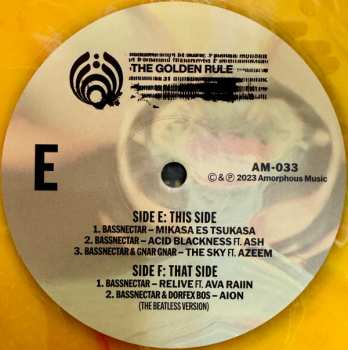 THE GOLDEN RULE
E
AM-033
© & ℗ 2023 Amorphous Music
SIDE E: THIS SIDE
1. BASSNECTAR – MIKASA ES TSUKASA
2. BASSNECTAR – ACID BLACKNESS FT. ASH
3. BASSNECTAR & GNAR GNAR – THE SKY FT. AZEEM
SIDE F: THAT SIDE
1. BASSNECTAR – RELIVE FT. AVA RAIIN
2. BASSNECTAR & DORFEX BOS – AION
(THE BEATLESS VERSION)